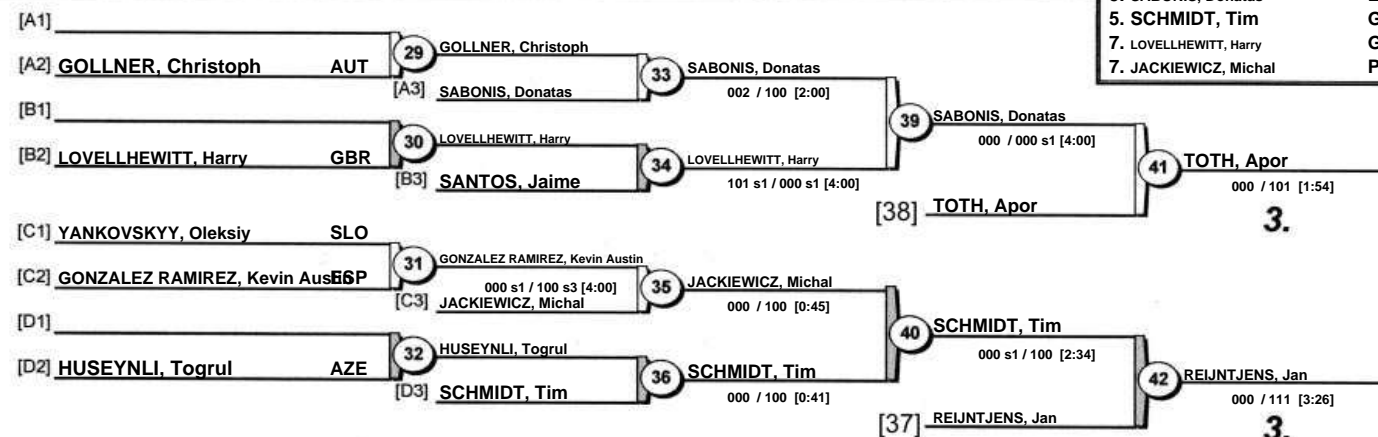 5. SCHMIDT, Tim G
7. LOVELLHEWITT, Harry G
7. JACKIEWICZ, Michal P
[A1]
[A2] GOLLNER, Christoph AUT
29
GOLLNER, Christoph
[A3] SABONIS, Donatas
33
SABONIS, Donatas
002 / 100 [2:00]
[B1]
[B2] LOVELLHEWITT, Harry GBR
30
LOVELLHEWITT, Harry
[B3] SANTOS, Jaime
34
LOVELLHEWITT, Harry
101 s1 / 000 s1 [4:00]
39
SABONIS, Donatas
000 / 000 s1 [4:00]
[38] TOTH, Apor
41
TOTH, Apor
000 / 101 [1:54]
3.
[C1] YANKOVSKYY, Oleksiy SLO
[C2] GONZALEZ RAMIREZ, Kevin Austin ESP
31
GONZALEZ RAMIREZ, Kevin Austin
000 s1 / 100 s3 [4:00]
[C3] JACKIEWICZ, Michal
35
JACKIEWICZ, Michal
000 / 100 [0:45]
[D1]
[D2] HUSEYNLI, Togrul AZE
32
HUSEYNLI, Togrul
[D3] SCHMIDT, Tim
36
SCHMIDT, Tim
000 / 100 [0:41]
40
SCHMIDT, Tim
000 s1 / 100 [2:34]
[37] REIJNTJENS, Jan
42
REIJNTJENS, Jan
000 / 111 [3:26]
3.